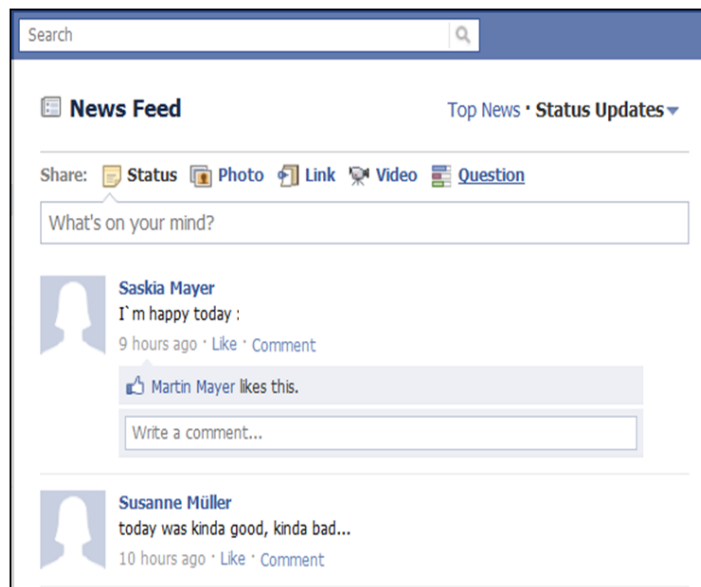 Search
News Feed Top News · Status Updates
Share: Status Photo Link Video Question
What's on your mind?
Saskia Mayer
I`m happy today :
9 hours ago · Like · Comment
Martin Mayer likes this.
Write a comment...
Susanne Müller
today was kinda good, kinda bad...
10 hours ago · Like · Comment